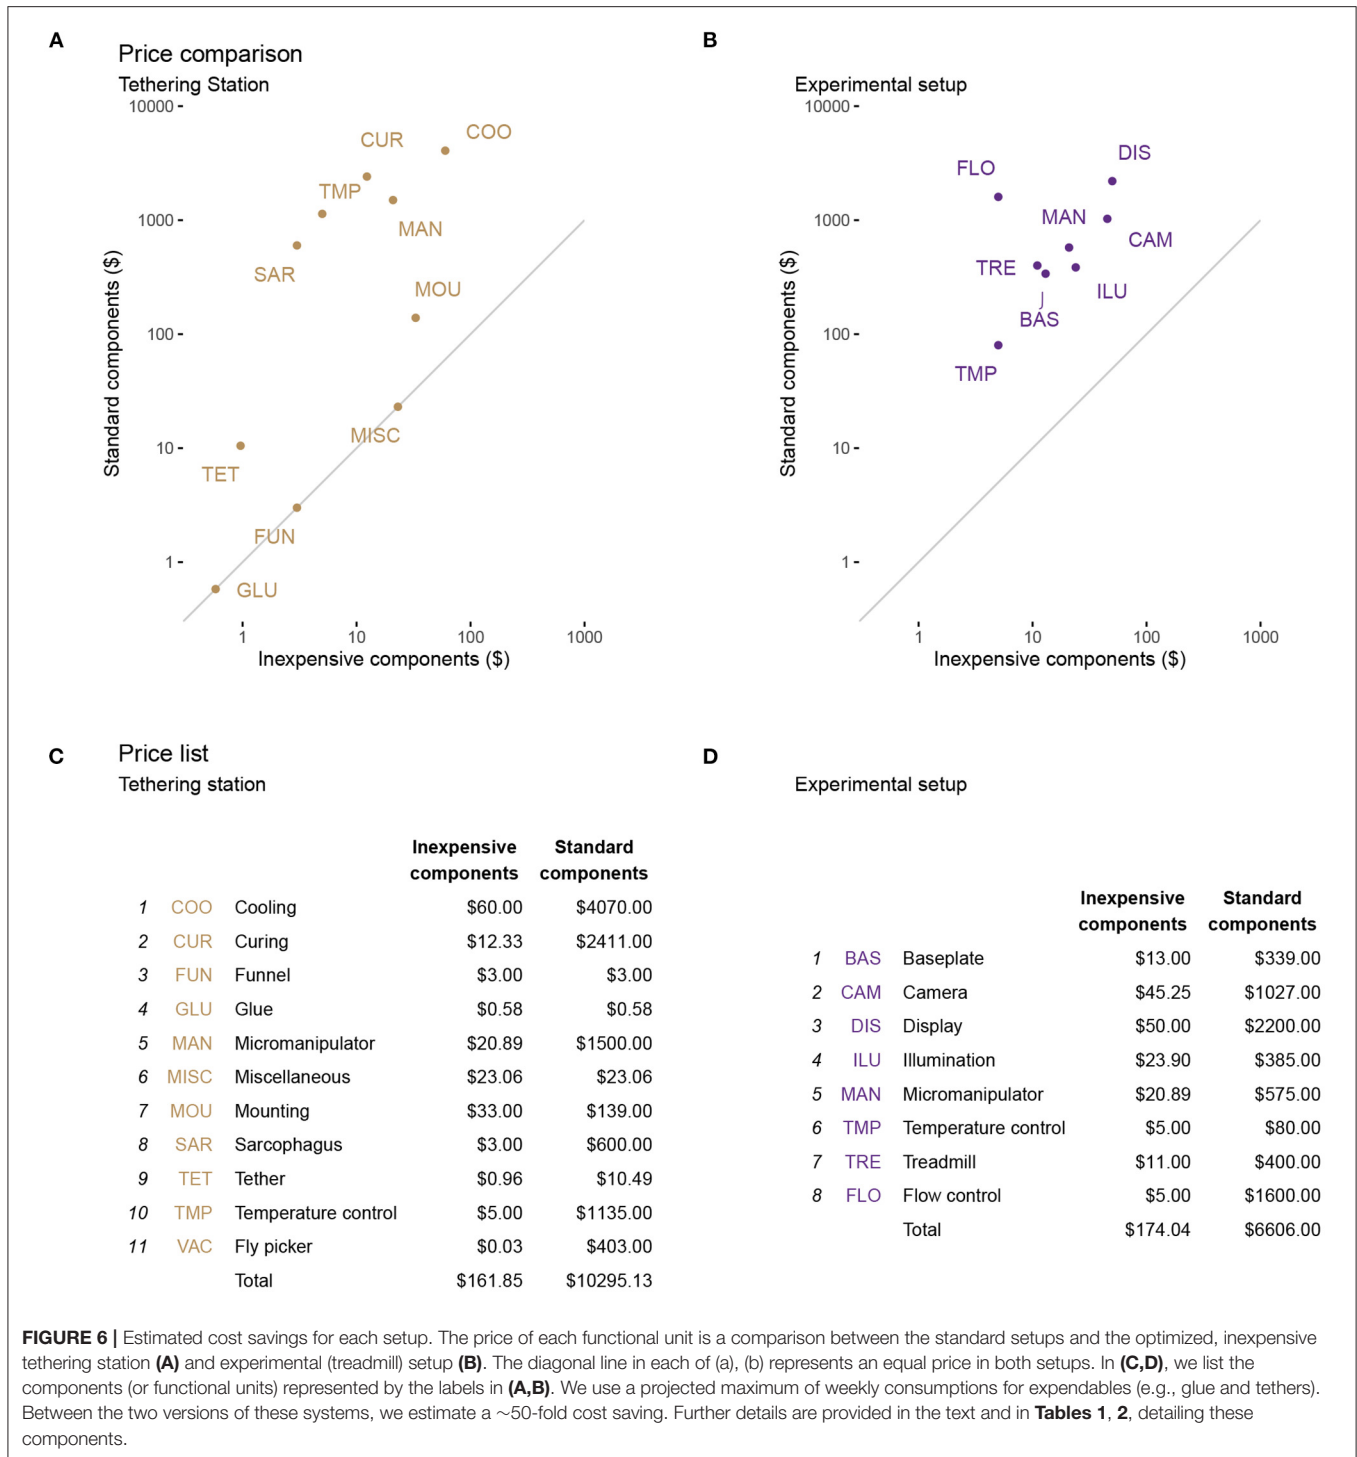 A
Price comparison
Tethering Station
10000
1000
100
10
1
Standard components ($)
CUR
COO
TMP
MAN
SAR
MOU
MISC
TET
FUN
GLU
1 10 100 1000
Inexpensive components ($)
B
Experimental setup
10000
1000
100
10
1
Standard components ($)
FLO
DIS
MAN
CAM
TRE
ILU
BAS
TMP
1 10 100 1000
Inexpensive components ($)
C
Price list
Tethering station
Inexpensive Standard
components components
1 COO Cooling $60.00 $4070.00
2 CUR Curing $12.33 $2411.00
3 FUN Funnel $3.00 $3.00
4 GLU Glue $0.58 $0.58
5 MAN Micromanipulator $20.89 $1500.00
6 MISC Miscellaneous $23.06 $23.06
7 MOU Mounting $33.00 $139.00
8 SAR Sarcophagus $3.00 $600.00
9 TET Tether $0.96 $10.49
10 TMP Temperature control $5.00 $1135.00
11 VAC Fly picker $0.03 $403.00
Total $161.85 $10295.13
D
Experimental setup
Inexpensive Standard
components components
1 BAS Baseplate $13.00 $339.00
2 CAM Camera $45.25 $1027.00
3 DIS Display $50.00 $2200.00
4 ILU Illumination $23.90 $385.00
5 MAN Micromanipulator $20.89 $575.00
6 TMP Temperature control $5.00 $80.00
7 TRE Treadmill $11.00 $400.00
8 FLO Flow control $5.00 $1600.00
Total $174.04 $6606.00
FIGURE 6 | Estimated cost savings for each setup. The price of each functional unit is a comparison between the standard setups and the optimized, inexpensive
tethering station (A) and experimental (treadmill) setup (B). The diagonal line in each of (a), (b) represents an equal price in both setups. In (C,D), we list the
components (or functional units) represented by the labels in (A,B). We use a projected maximum of weekly consumptions for expendables (e.g., glue and tethers).
Between the two versions of these systems, we estimate a ∼50-fold cost saving. Further details are provided in the text and in Tables 1, 2, detailing these
components.